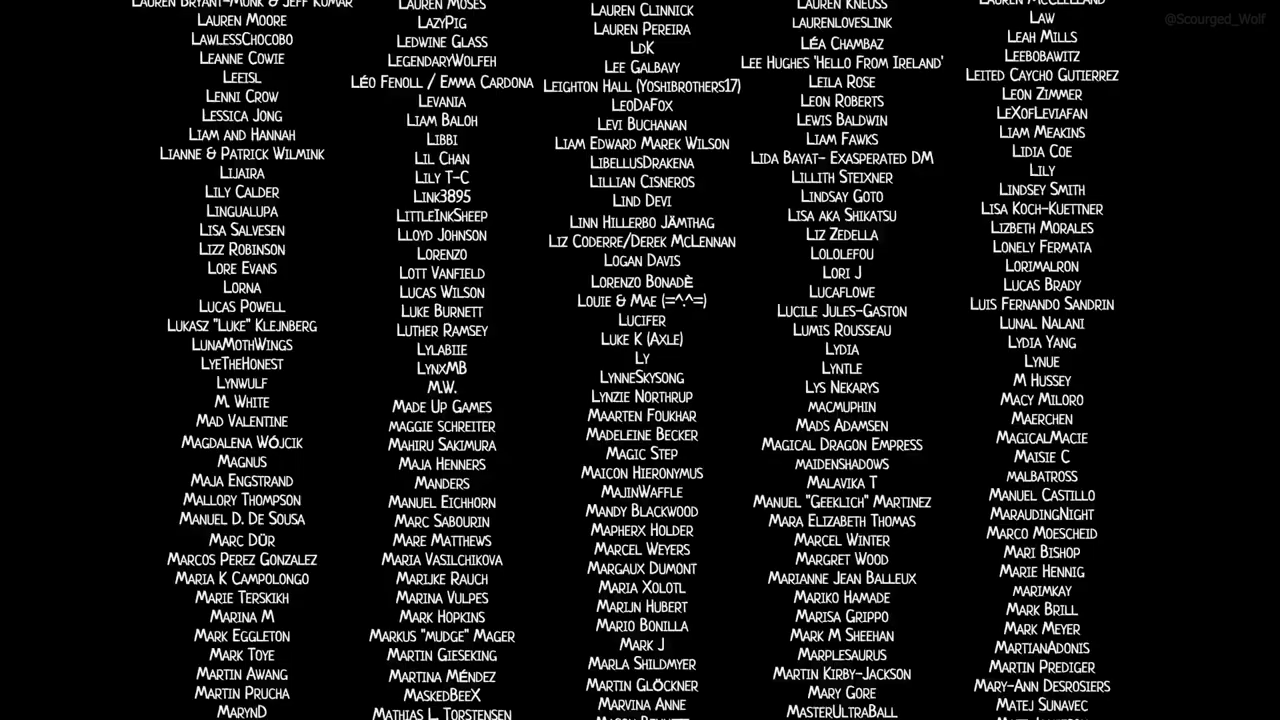 @Scourged_Wolf
Lauren Bryant-Munk & Jeff Kumar
Lauren Moore
LawlessChocobo
Leanne Cowie
Leeisl
Lenni Crow
Lessica Jong
Liam and Hannah
Lianne & Patrick Wilmink
Lijaira
Lily Calder
Lingualupa
Lisa Salvesen
Lizz Robinson
Lore Evans
Lorna
Lucas Powell
Lukasz "Luke" Klejnberg
LunaMothWings
LyeTheHonest
Lynwulf
M. White
Mad Valentine
Magdalena Wójcik
Magnus
Maja Engstrand
Mallory Thompson
Manuel D. De Sousa
Marc Dür
Marcos Perez Gonzalez
Maria K Campolongo
Marie Terskikh
Marina M
Mark Eggleton
Mark Toye
Martin Awang
Martin Prucha
MarynD
Lauren Moses
LazyPig
Ledwine Glass
LegendaryWolfeh
Léo Fenoll / Emma Cardona
Levania
Liam Baloh
Libbi
Lil Chan
Lily T-C
Link3895
LittleInkSheep
Lloyd Johnson
Lorenzo
Lott Vanfield
Lucas Wilson
Luke Burnett
Luther Ramsey
Lylabiie
LynxMB
M.W.
Made Up Games
maggie schreiter
Mahiru Sakimura
Maja Henners
Manders
Manuel Eichhorn
Marc Sabourin
Mare Matthews
Maria Vasilchikova
Marijke Rauch
Marina Vulpes
Mark Hopkins
Markus "mudge" Mager
Martin Gieseking
Martina Méndez
MaskedBeeX
Mathias L. Torstensen
Lauren Clinnick
Lauren Pereira
LdK
Lee Galbavy
Leighton Hall (Yoshibrothers17)
LeoDaFox
Levi Buchanan
Liam Edward Marek Wilson
LibellusDrakena
Lillian Cisneros
Lind Devi
Linn Hillerbo Jämthag
Liz Coderre/Derek McLennan
Logan Davis
Lorenzo Bonadè
Louie & Mae (=^.^=)
Lucifer
Luke K (Axle)
Ly
LynneSkysong
Lynzie Northrup
Maarten Foukhar
Madeleine Becker
Magic Step
Maicon Hieronymus
MajinWaffle
Mandy Blackwood
Mapherx Holder
Marcel Weyers
Margaux Dumont
Maria Xolotl
Marijn Hubert
Mario Bonilla
Mark J
Marla Shildmyer
Martin Glöckner
Marvina Anne
Lauren Kneuss
laurenloveslink
Léa Chambaz
Lee Hughes 'Hello From Ireland'
Leila Rose
Leon Roberts
Lewis Baldwin
Liam Fawks
Lida Bayat- Exasperated DM
Lillith Steixner
Lindsay Goto
Lisa aka Shikatsu
Liz Zedella
Lololefou
Lori J
Lucaflowe
Lucile Jules-Gaston
Lumis Rousseau
Lydia
Lyntle
Lys Nekarys
macmuphin
Mads Adamsen
Magical Dragon Empress
maidenshadows
Malavika T
Manuel "Geeklich" Martinez
Mara Elizabeth Thomas
Marcel Winter
Margret Wood
Marianne Jean Balleux
Mariko Hamade
Marisa Grippo
Mark M Sheehan
Marplesaurus
Martin Kirby-Jackson
Mary Gore
MasterUltraBall
Lauren McClelland
Law
Leah Mills
Leebobawitz
Leited Caycho Gutierrez
Leon Zimmer
LeXofLeviafan
Liam Meakins
Lidia Coe
Lily
Lindsey Smith
Lisa Koch-Kuettner
Lizbeth Morales
Lonely Fermata
Lorimalron
Lucas Brady
Luis Fernando Sandrin
Lunal Nalani
Lydia Yang
Lynue
M Hussey
Macy Miloro
Maerchen
MagicalMacie
Maisie C
malbatross
Manuel Castillo
MaraudingNight
Marco Moescheid
Mari Bishop
Marie Hennig
marimkay
Mark Brill
Mark Meyer
MartianAdonis
Martin Prediger
Mary-Ann Desrosiers
Matej Sunavec